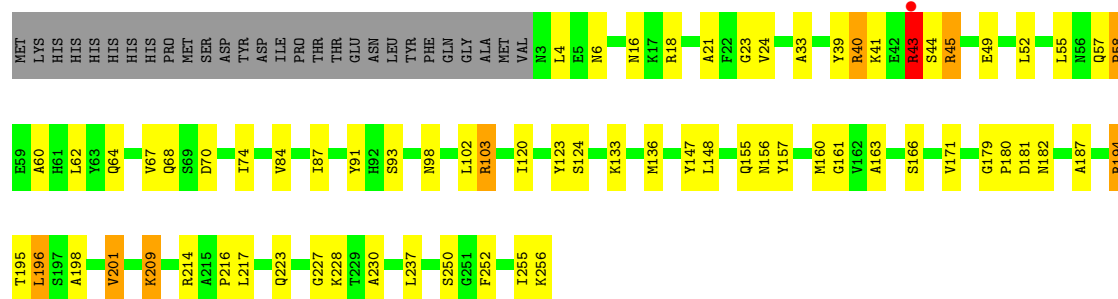 MET LYS HIS HIS HIS HIS HIS HIS HIS PRO MET SER ASP TYR ASP ILE PRO THR THR GLU ASN LEU TYR PHE GLN GLY ALA MET VAL N3 L4 E5 N6 N16 K17 R18 A21 F22 G23 V24 A33 Y39 R40 K41 E42 R43 S44 R45 E49 L52 L55 N56 Q57 R58
E59 A60 H61 L62 Y63 Q64 V67 Q68 S69 D70 I74 V84 I87 Y91 H92 S93 N98 L102 R103 I120 Y123 S124 K133 M136 Y147 L148 Q155 N156 Y157 M160 G161 V162 A163 S166 V171 G179 P180 D181 N182 A187 R194
T195 L196 S197 A198 V201 K209 R214 A215 P216 L217 Q223 G227 K228 T229 A230 L237 S250 G251 F252 I255 K256